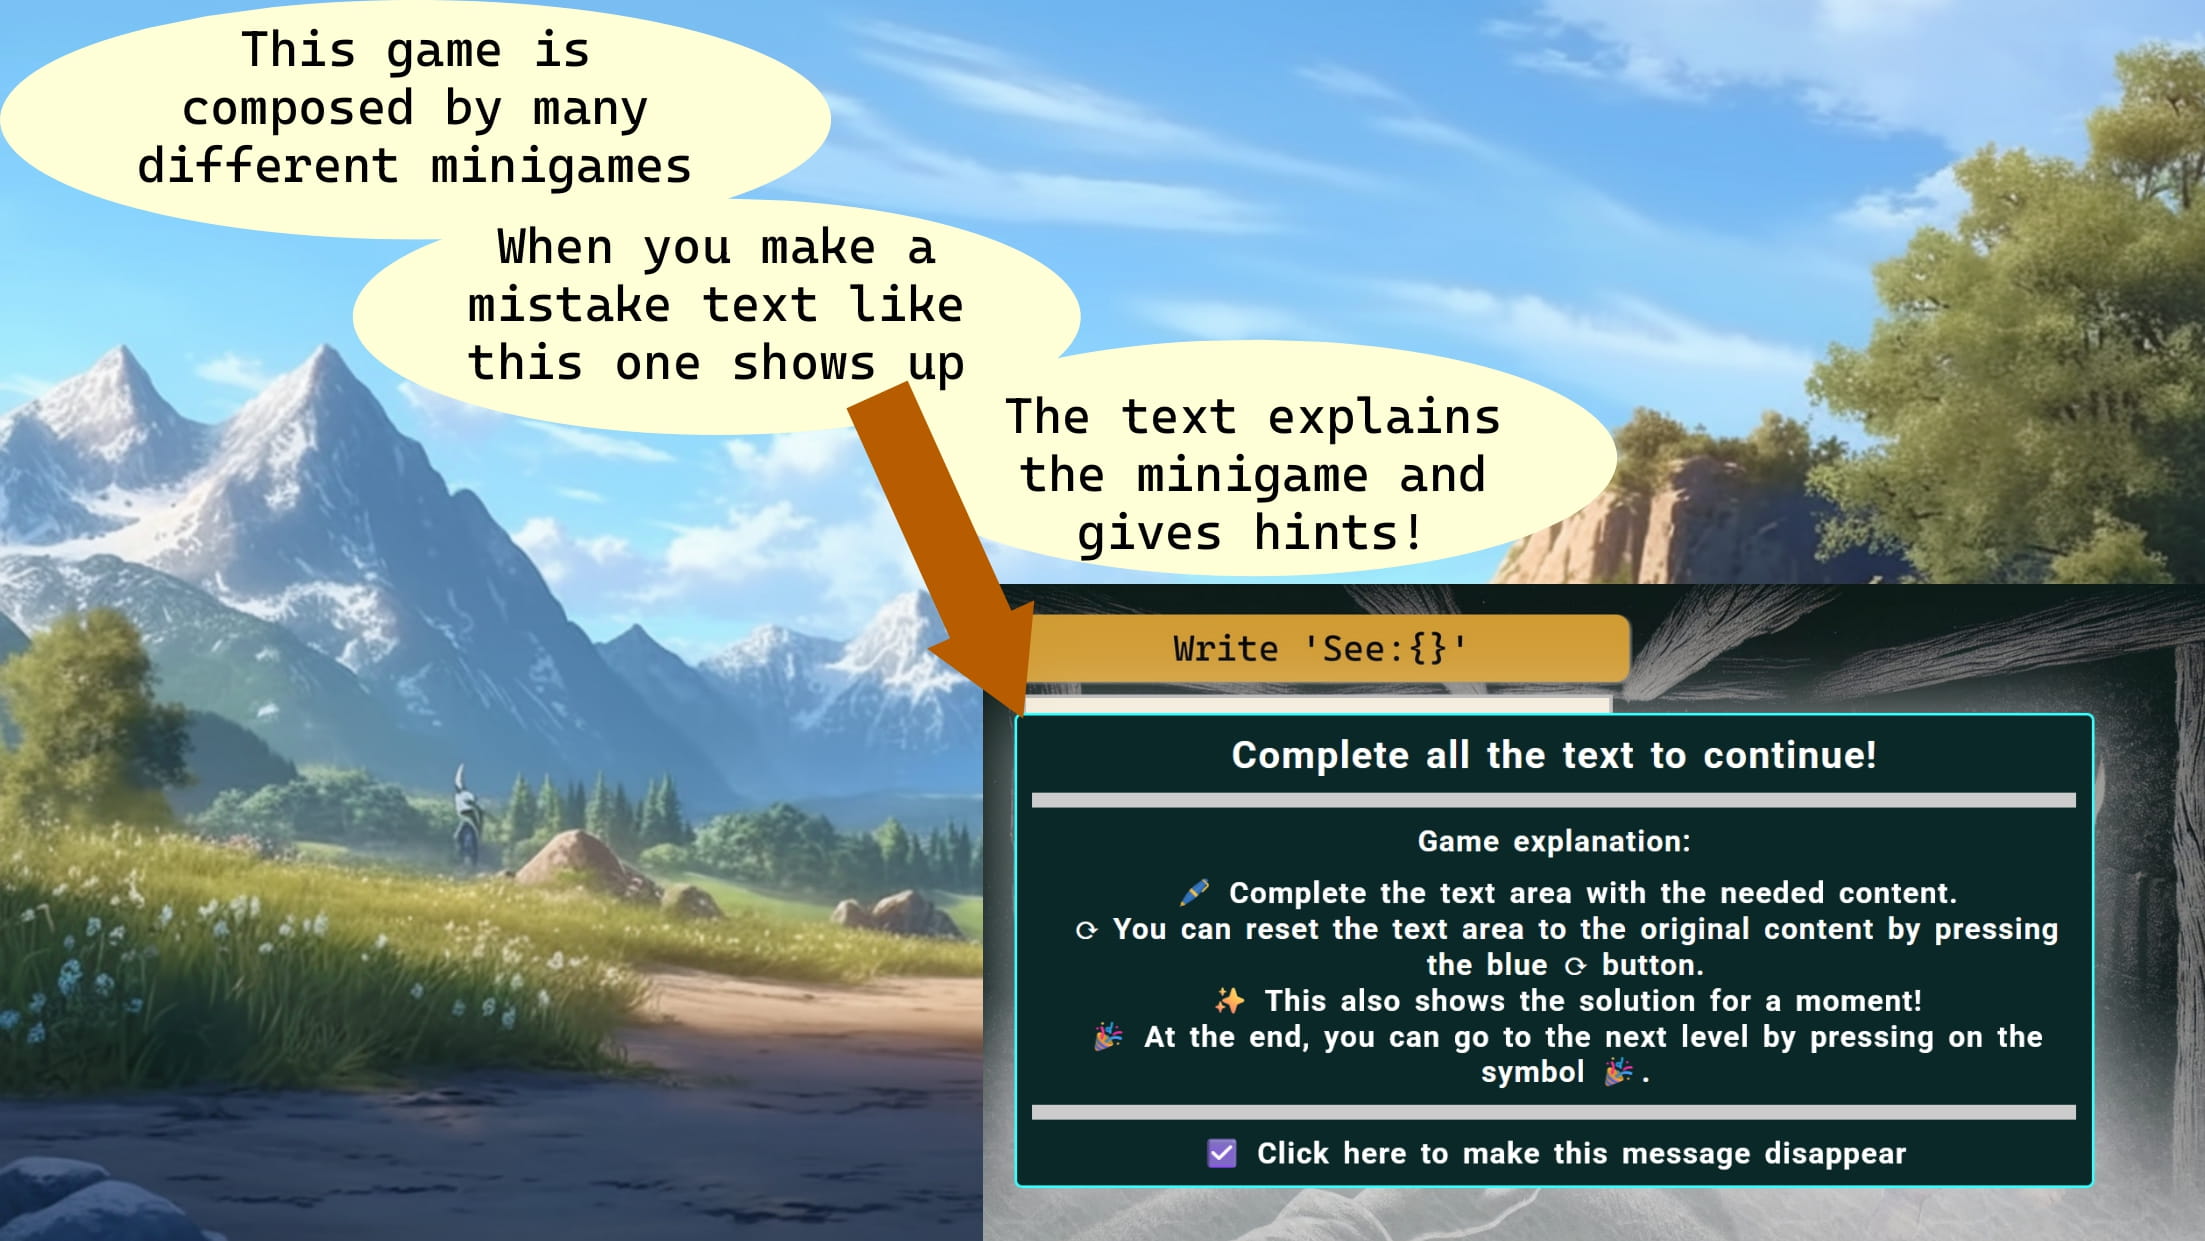 This game is
composed by many
different minigames
When you make a
mistake text like
this one shows up
The text explains
the minigame and
gives hints!
Write 'See:{}'
Complete all the text to continue!
Game explanation:
🖊️ Complete the text area with the needed content.
⟳ You can reset the text area to the original content by pressing
the blue ⟳ button.
✨ This also shows the solution for a moment!
🎉 At the end, you can go to the next level by pressing on the
symbol 🎉.
☑ Click here to make this message disappear